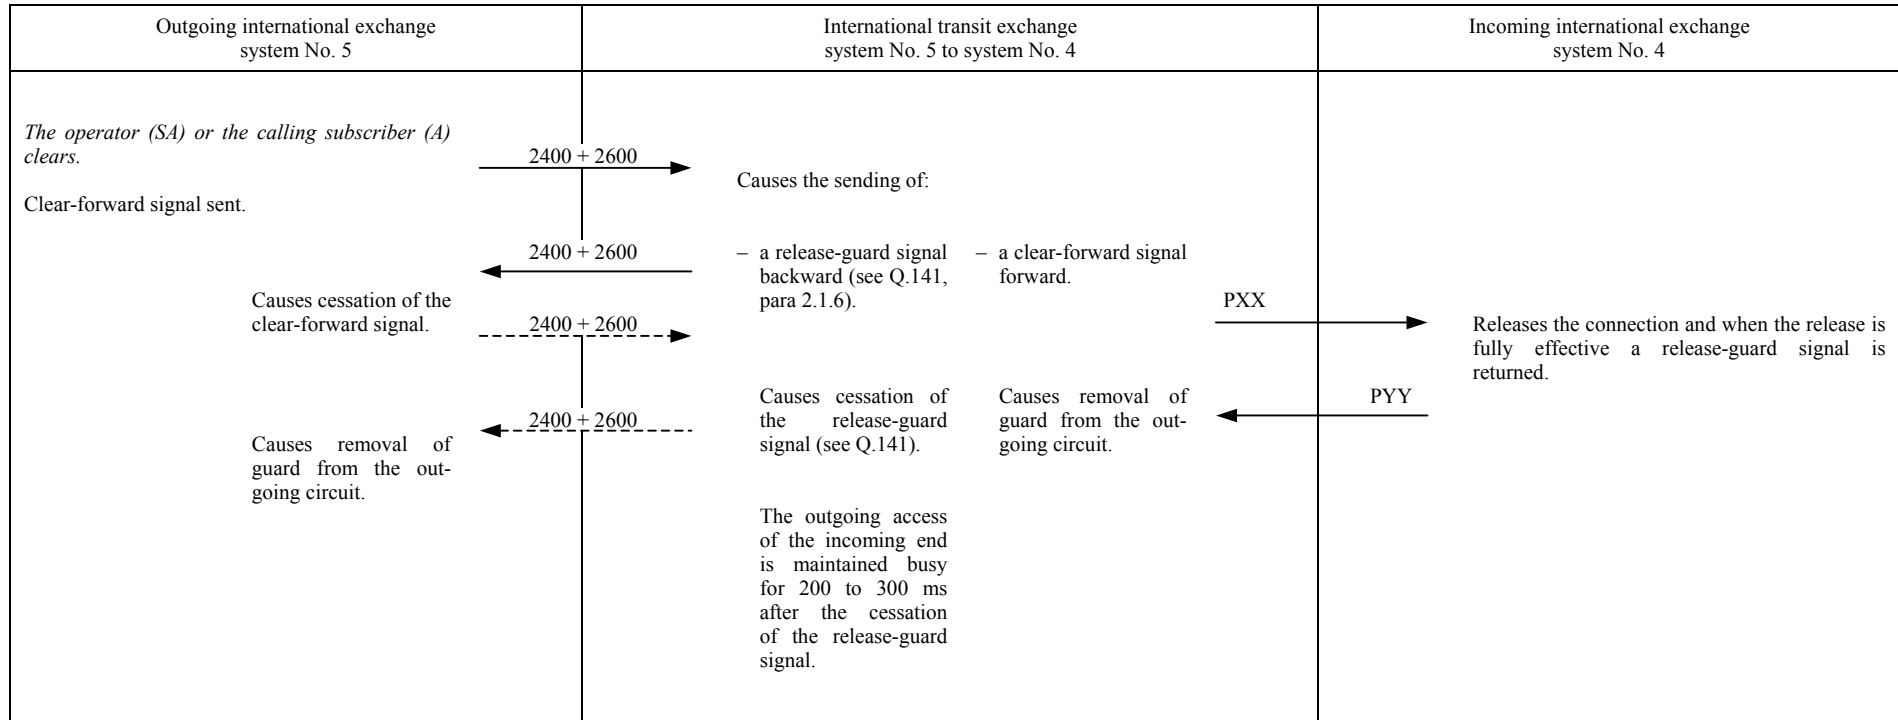 Outgoing international exchange
system No. 5
International transit exchange
system No. 5 to system No. 4
Incoming international exchange
system No. 4
The operator (SA) or the calling subscriber (A)
clears.
Clear-forward signal sent.
2400 + 2600
Causes the sending of:
2400 + 2600
– a release-guard signal
backward (see Q.141,
para 2.1.6).
– a clear-forward signal
forward.
Causes cessation of the
clear-forward signal.
2400 + 2600
PXX
Releases the connection and when the release is
fully effective a release-guard signal is
returned.
2400 + 2600
Causes removal of
guard from the out-
going circuit.
Causes cessation of
the release-guard
signal (see Q.141).
Causes removal of
guard from the out-
going circuit.
PYY
The outgoing access
of the incoming end
is maintained busy
for 200 to 300 ms
after the cessation
of the release-guard
signal.